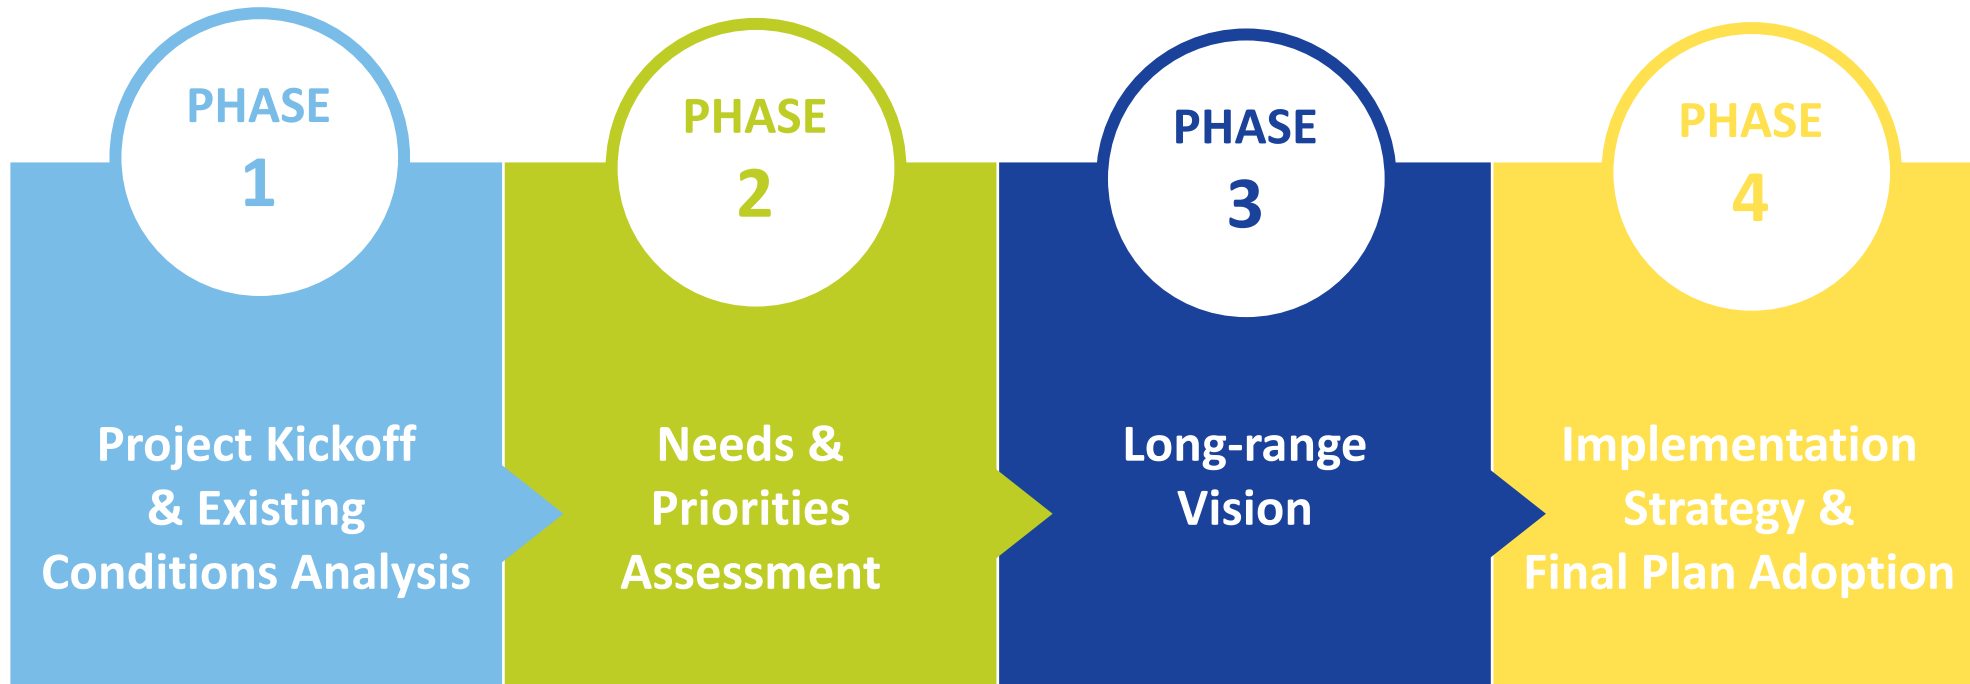 PHASE
1
Project Kickoff
& Existing
Conditions Analysis
PHASE
2
Needs &
Priorities
Assessment
PHASE
3
Long-range
Vision
PHASE
4
Implementation
Strategy &
Final Plan Adoption